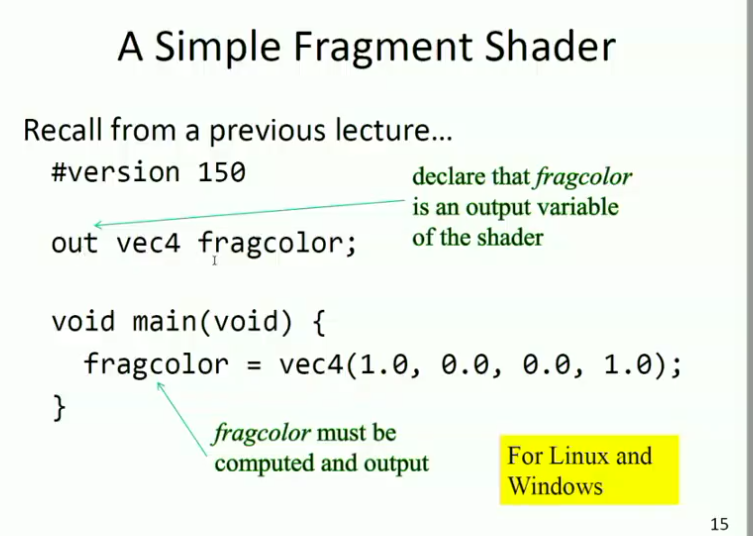 A Simple Fragment Shader
Recall from a previous lecture...
#version 150
declare that fragcolor
is an output variable
of the shader
out vec4 fragcolor;
void main(void) {
fragcolor = vec4(1.0, 0.0, 0.0, 1.0);
}
fragcolor must be
computed and output
For Linux and
Windows
15